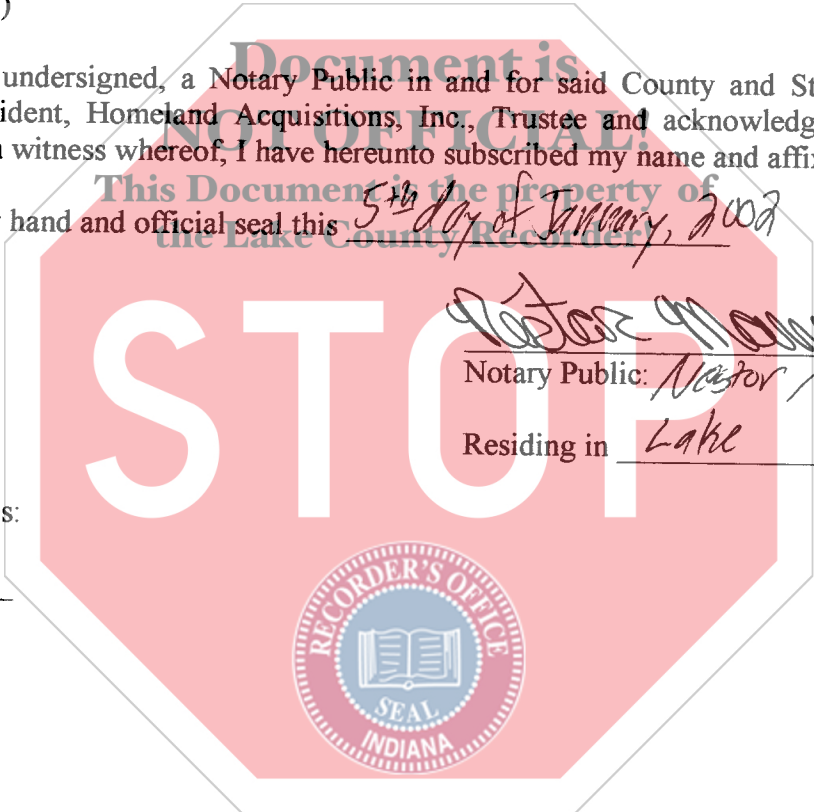 )
Document is
undersigned, a Notary Public in and for said County and St
ident, Homeland Acquisitions, Inc., Trustee and acknowledg
NOT OFFICIAL!
witness whereof, I have hereunto subscribed my name and affix
This Document is the property of
hand and official seal this 5th day of January, 2002
the Lake County Recorder!
STOP
Notary Public: Nestor
Residing in Lake
s:
RECORDER'S OFFICE
SEAL
INDIANA